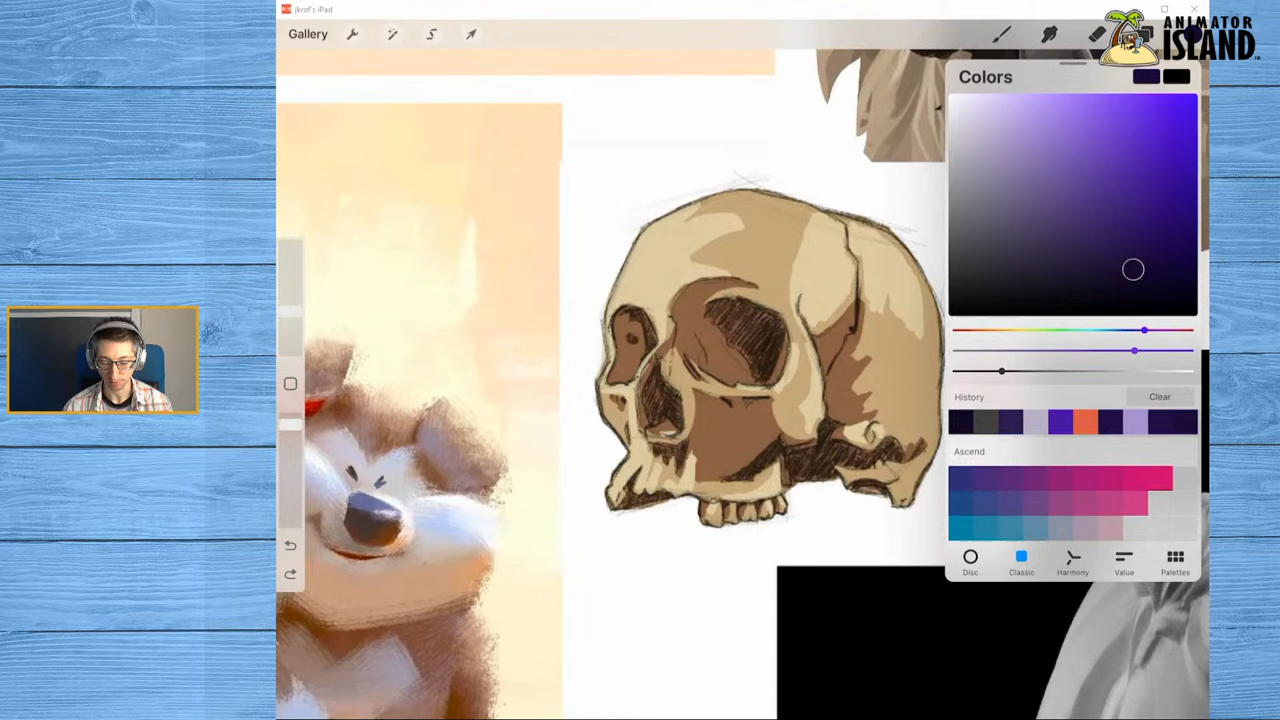 jkrof's iPad
Gallery
ANIMATOR
ISLAND
Colors
History
Clear
Ascend
Disc
Classic
Harmony
Value
Palettes